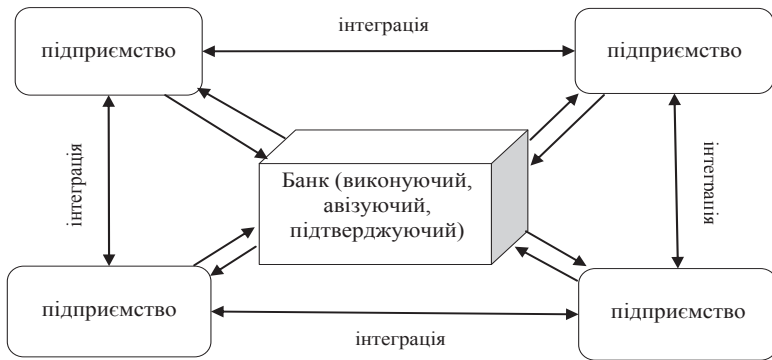 інтеграція
підприємство
підприємство
інтеграція
інтеграція
Банк (виконуючий,
авізуючий,
підтверджуючий)
підприємство
підприємство
інтеграція